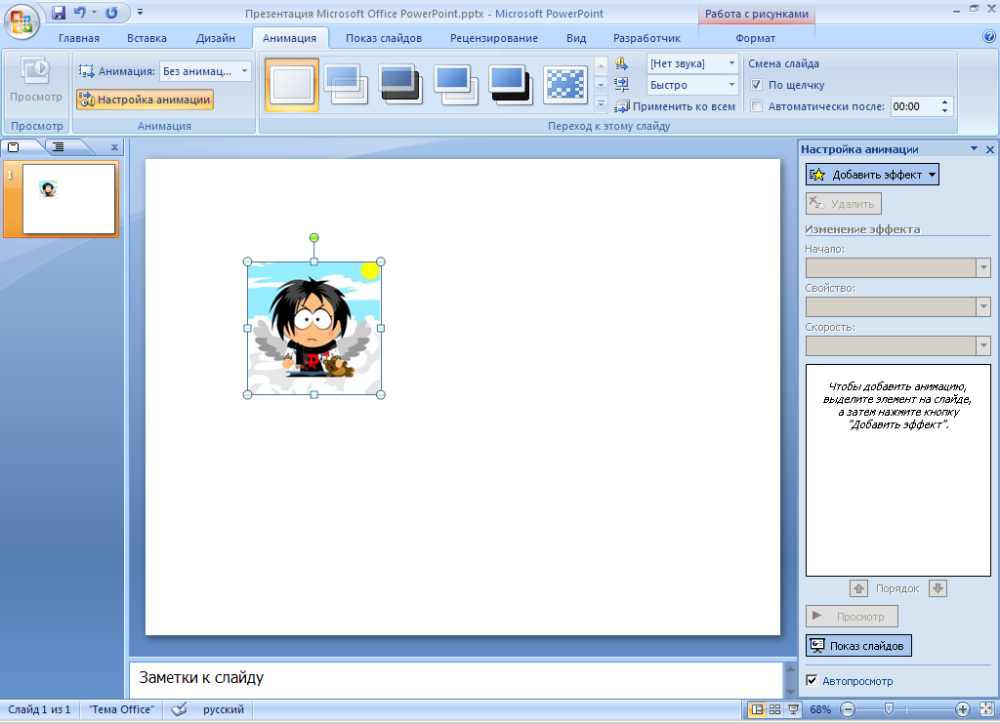 Презентация Microsoft Office PowerPoint.pptx - Microsoft PowerPoint
Работа с рисунками
Главная Вставка Дизайн Анимация Показ слайдов Рецензирование Вид Разработчик Формат
Просмотр
Анимация: Без анимац...
Настройка анимации
[Нет звука]
Быстро
Применить ко всем
Смена слайда
По щелчку
Автоматически после: 00:00
Просмотр Анимация Переход к этому слайду
1
Настройка анимации
Добавить эффект
Удалить
Изменение эффекта
Начало:
Свойство:
Скорость:
Чтобы добавить анимацию,
выделите элемент на слайде,
а затем нажмите кнопку
"Добавить эффект".
Порядок
Просмотр
Показ слайдов
Автопросмотр
Заметки к слайду
Слайд 1 из 1 "Тема Office" русский 68%